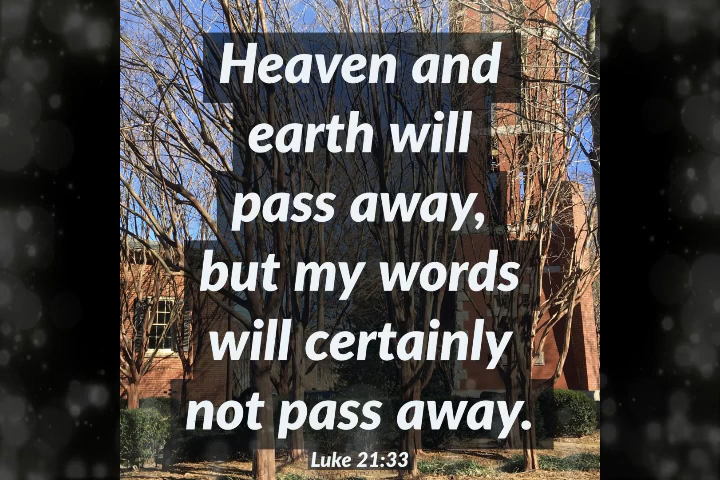 Heaven and
earth will
pass away,
but my words
will certainly
not pass away.
Luke 21:33